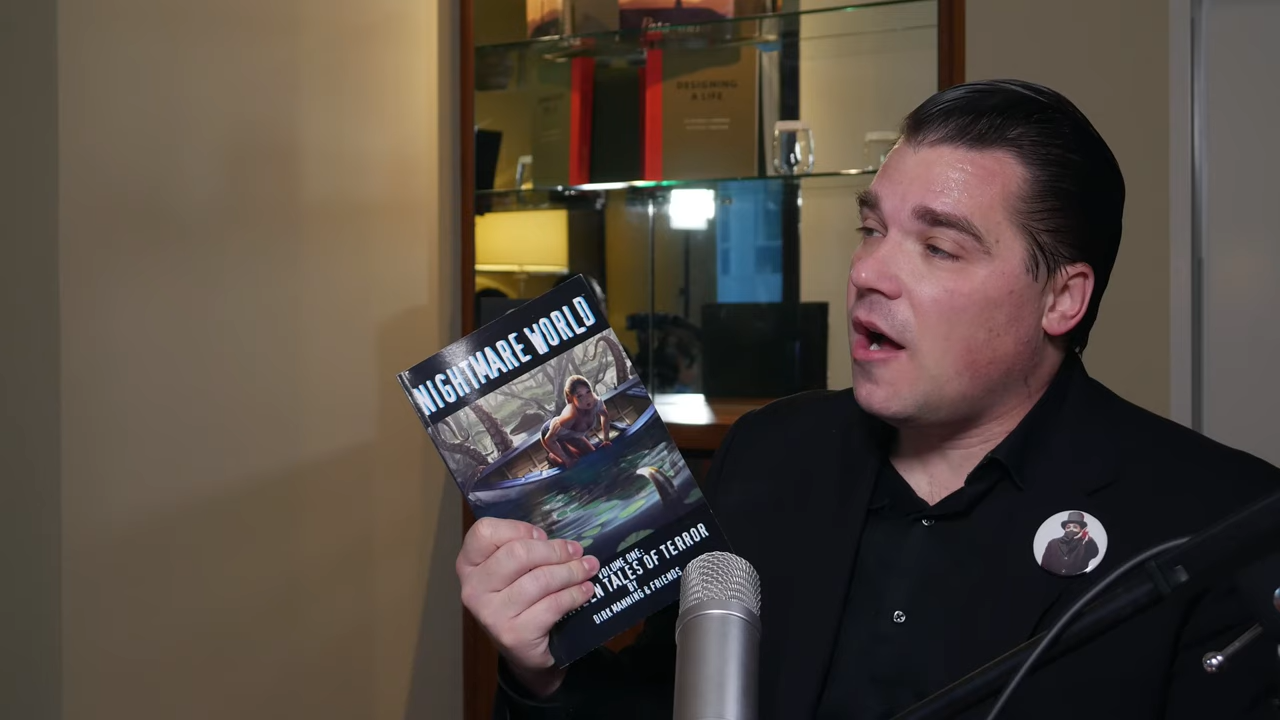 DESIGNING
A LIFE
NIGHTMARE WORLD
VOLUME ONE:
TALES OF TERROR
BY
DIRK MANNING & FRIENDS